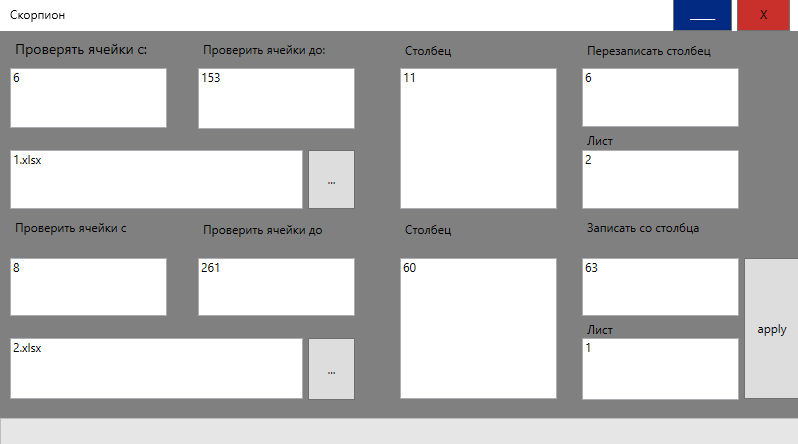 Скорпион
X
Проверять ячейки с:
Проверить ячейки до:
Столбец
Перезаписать столбец
6
153
11
6
Лист
1.xlsx
...
2
Проверить ячейки с
Проверить ячейки до
Столбец
Записать со столбца
8
261
60
63
Лист
apply
2.xlsx
...
1